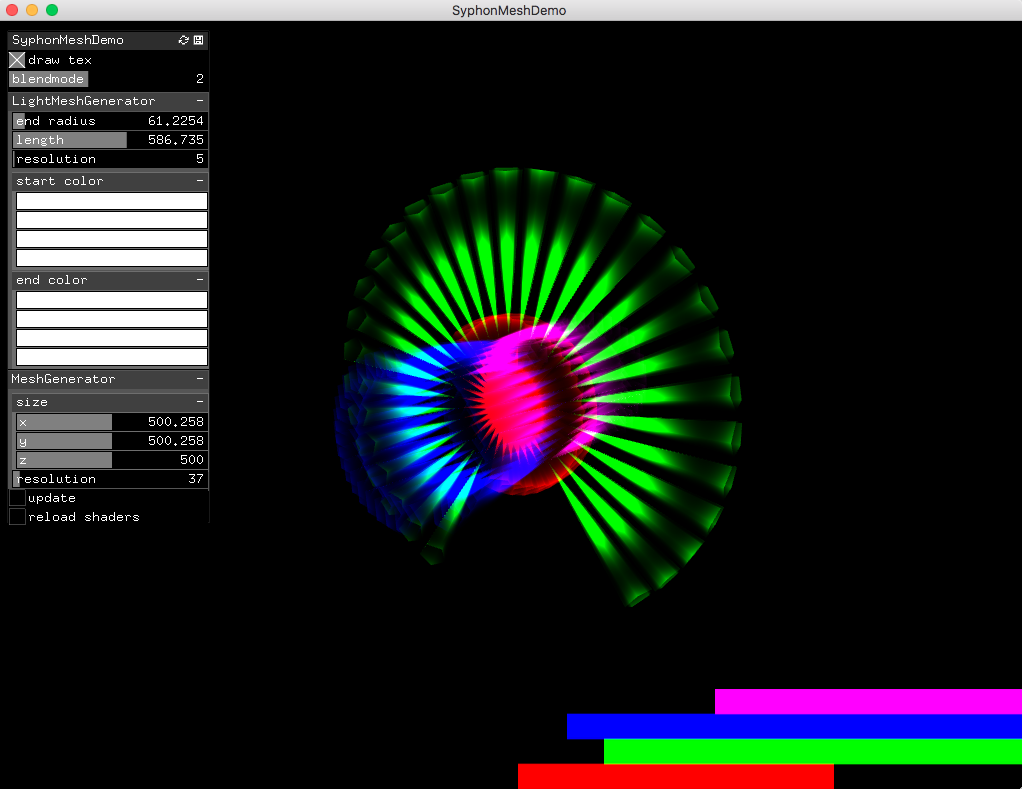 SyphonMeshDemo
SyphonMeshDemo
draw tex
blendmode 2
LightMeshGenerator -
end radius 61.2254
length 586.735
resolution 5
start color -
end color -
MeshGenerator -
size -
x 500.258
y 500.258
z 500
resolution 37
update
reload shaders